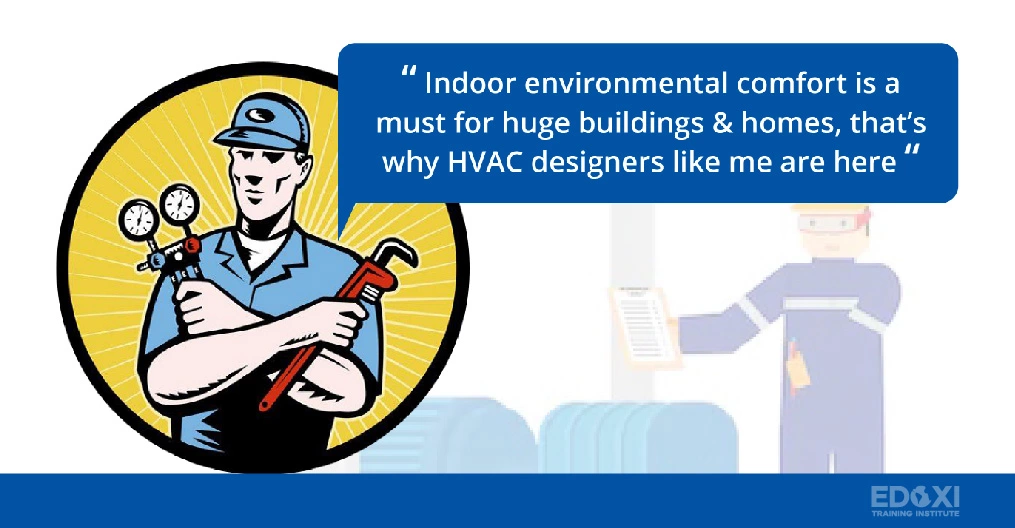 “ Indoor environmental comfort is a
must for huge buildings & homes, that’s
why HVAC designers like me are here “
EDOXI
TRAINING INSTITUTE